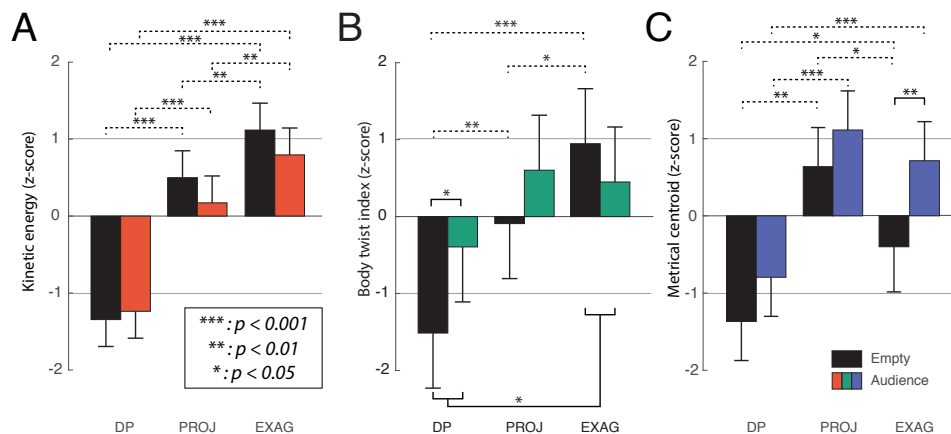 A
***
***
**
**
***
***
2
1
0
-1
-2
Kinetic energy (z-score)
***: p < 0.001
**: p < 0.01
*: p < 0.05
DP PROJ EXAG
B
***
*
**
*
2
1
0
-1
-2
Body twist index (z-score)
*
DP PROJ EXAG
C
***
*
*
***
**
**
2
1
0
-1
-2
Metrical centroid (z-score)
Empty
Audience
DP PROJ EXAG